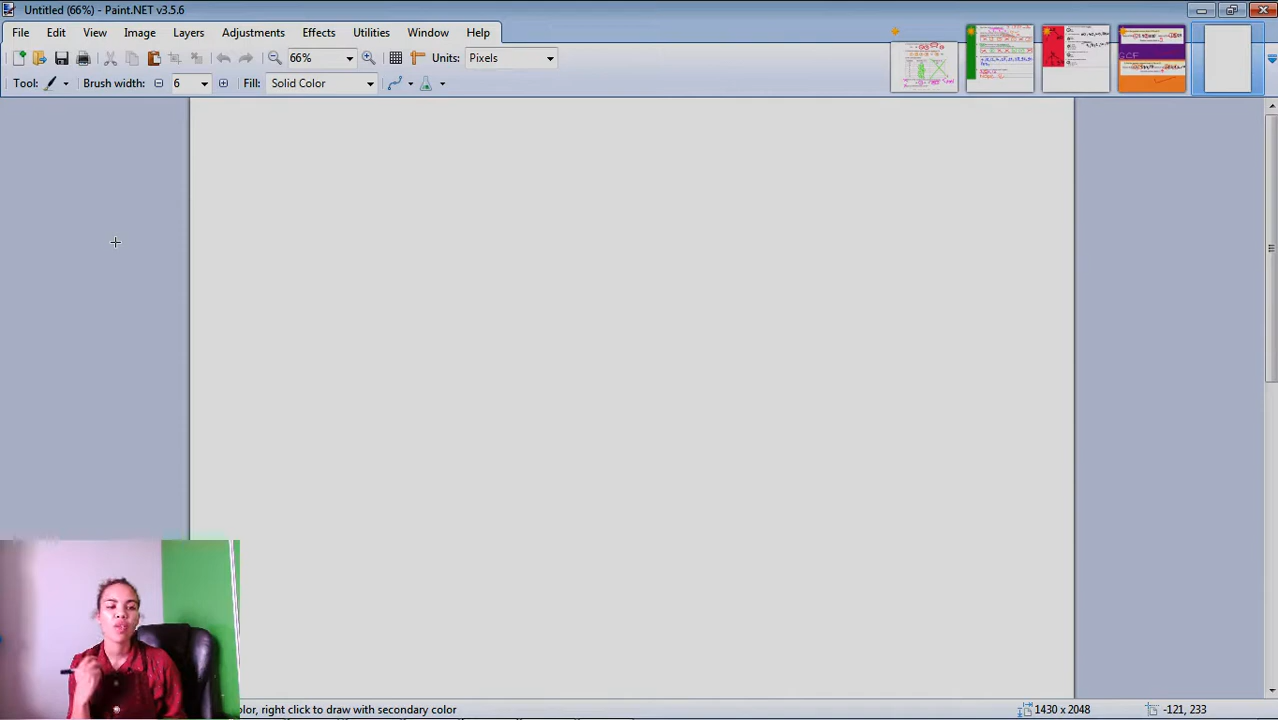 Untitled (66%) - Paint.NET v3.5.6
File Edit View Image Layers Adjustments Effects Utilities Window Help
66% Units: Pixels
Tool: Brush width: 6 Fill: Solid Color
GCF
olor, right click to draw with secondary color 1430 x 2048 -121, 233